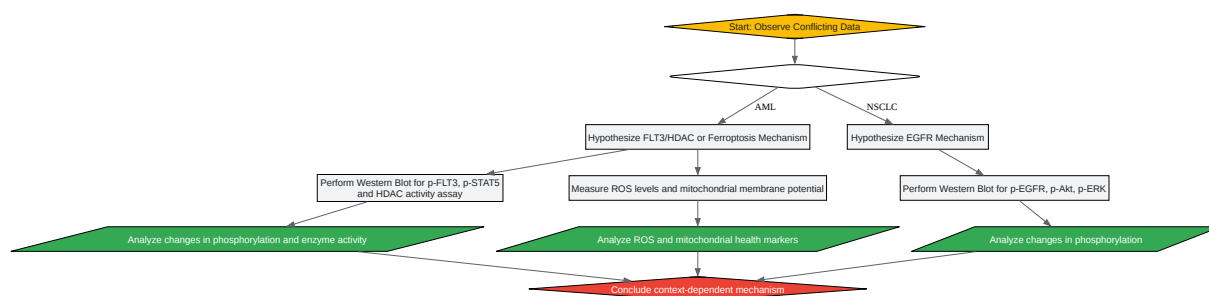 Start: Observe Conflicting Data
AML
NSCLC
Hypothesize FLT3/HDAC or Ferroptosis Mechanism
Hypothesize EGFR Mechanism
Perform Western Blot for p-FLT3, p-STAT5
and HDAC activity assay
Measure ROS levels and mitochondrial membrane potential
Perform Western Blot for p-EGFR, p-Akt, p-ERK
Analyze changes in phosphorylation and enzyme activity
Analyze ROS and mitochondrial health markers
Analyze changes in phosphorylation
Conclude context-dependent mechanism